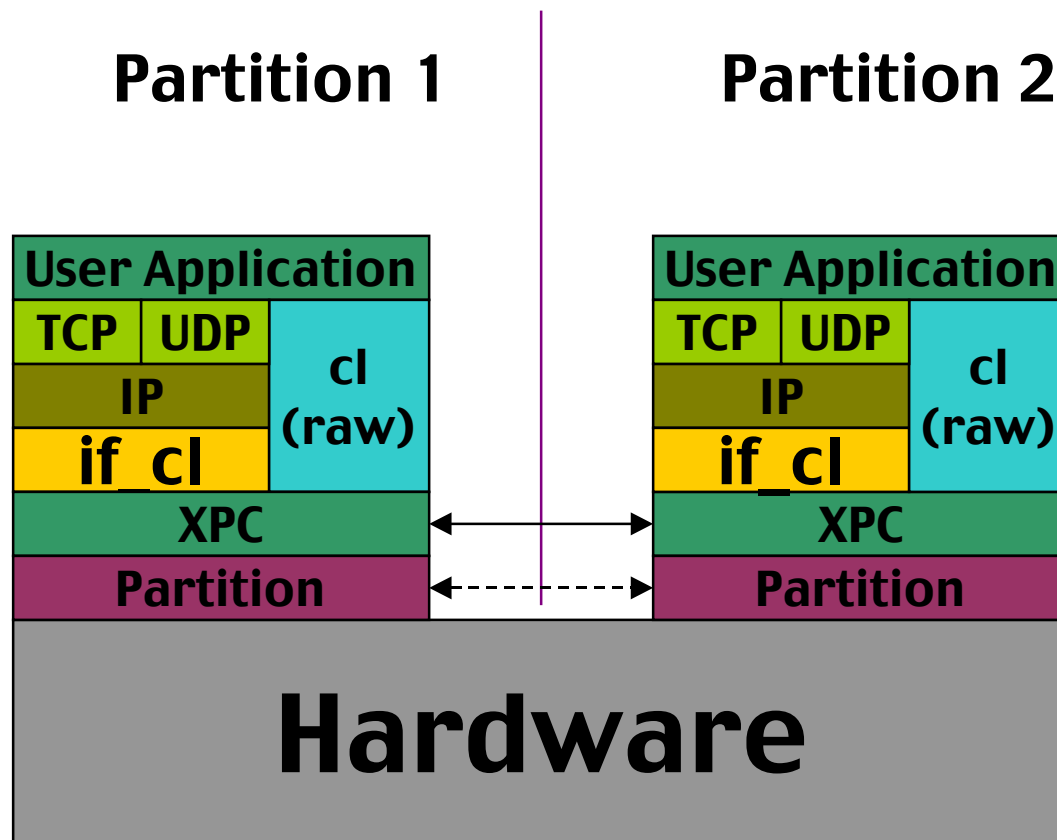 Partition 1
Partition 2
User Application
TCP
UDP
cl
(raw)
IP
if_cl
XPC
Partition
User Application
TCP
UDP
cl
(raw)
IP
if_cl
XPC
Partition
Hardware